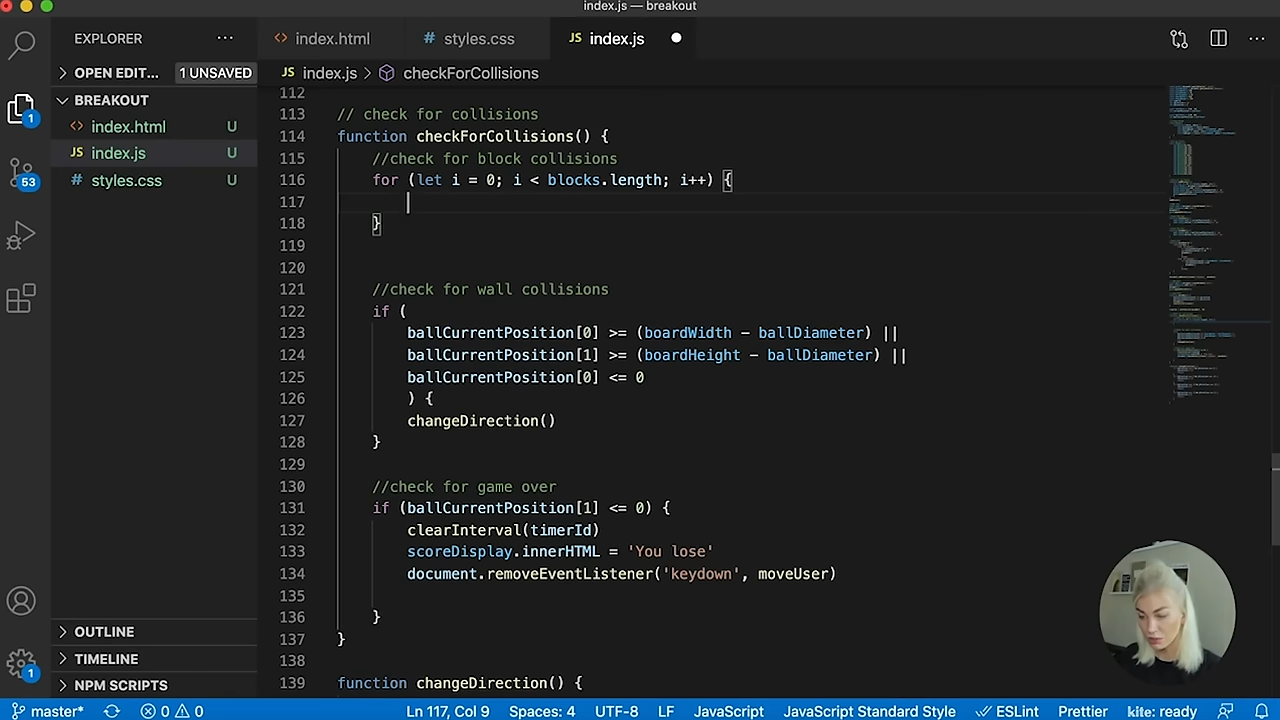 index.js — breakout
EXPLORER ···
index.html
styles.css
index.js
···
OPEN EDIT... 1 UNSAVED
JS index.js > checkForCollisions
BREAKOUT
index.html U
JS index.js U
# styles.css U
1
53
1
112
113 // check for collisions
114 function checkForCollisions() {
115 //check for block collisions
116 for (let i = 0; i < blocks.length; i++) {
117
118 }
119
120
121 //check for wall collisions
122 if (
123 ballCurrentPosition[0] >= (boardWidth - ballDiameter) ||
124 ballCurrentPosition[1] >= (boardHeight - ballDiameter) ||
125 ballCurrentPosition[0] <= 0
126 ) {
127 changeDirection()
128 }
129
130 //check for game over
131 if (ballCurrentPosition[1] <= 0) {
132 clearInterval(timerId)
133 scoreDisplay.innerHTML = 'You lose'
134 document.removeEventListener('keydown', moveUser)
135
136 }
137 }
138
139 function changeDirection() {
OUTLINE
TIMELINE
NPM SCRIPTS
master* 0 0 Ln 117, Col 9 Spaces: 4 UTF-8 LF JavaScript JavaScript Standard Style ESLint Prettier kite: ready